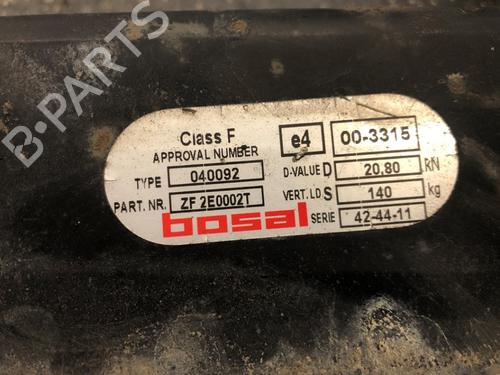 B-PARTS
Class F e4 00-3315
APPROVAL NUMBER
TYPE 040092 D-VALUE D 20.80 RN
PART. NR. ZF 2E0002T VERT. LD S 140 kg
bosal SERIE 42-44-11